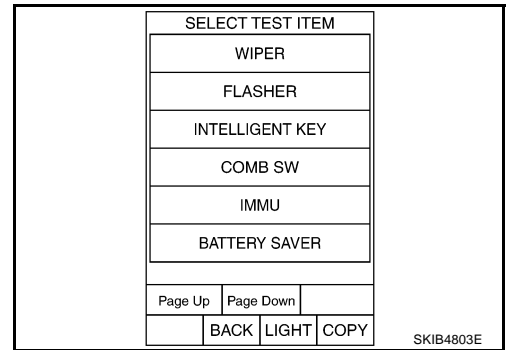 SELECT TEST ITEM
WIPER
FLASHER
INTELLIGENT KEY
COMB SW
IMMU
BATTERY SAVER
Page Up Page Down
BACK LIGHT COPY
SKIB4803E